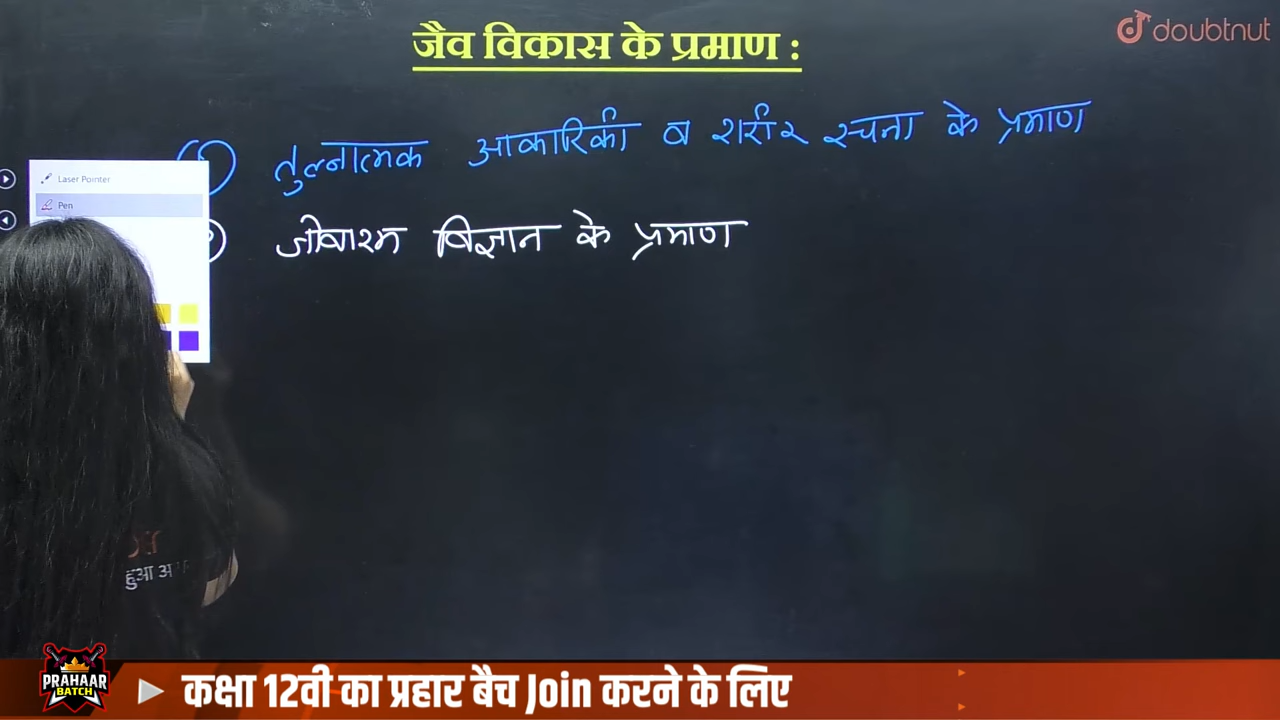 जैव विकास के प्रमाण :
doubtnut
तुलनात्मक आकारिकी व शरीर रचना के प्रमाण
Laser Pointer
Pen
जीवाश्म विज्ञान के प्रमाण
हुआ
PRAHAAR
BATCH
कक्षा 12वी का प्रहार बैच Join करने के लिए